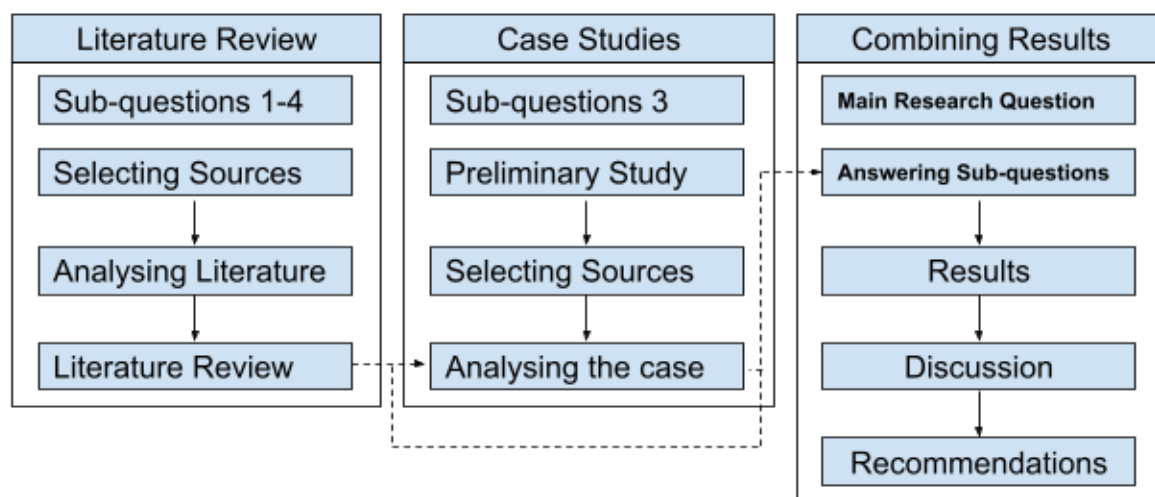 Literature Review
Sub-questions 1-4
Selecting Sources
Analysing Literature
Literature Review
Case Studies
Sub-questions 3
Preliminary Study
Selecting Sources
Analysing the case
Combining Results
Main Research Question
Answering Sub-questions
Results
Discussion
Recommendations